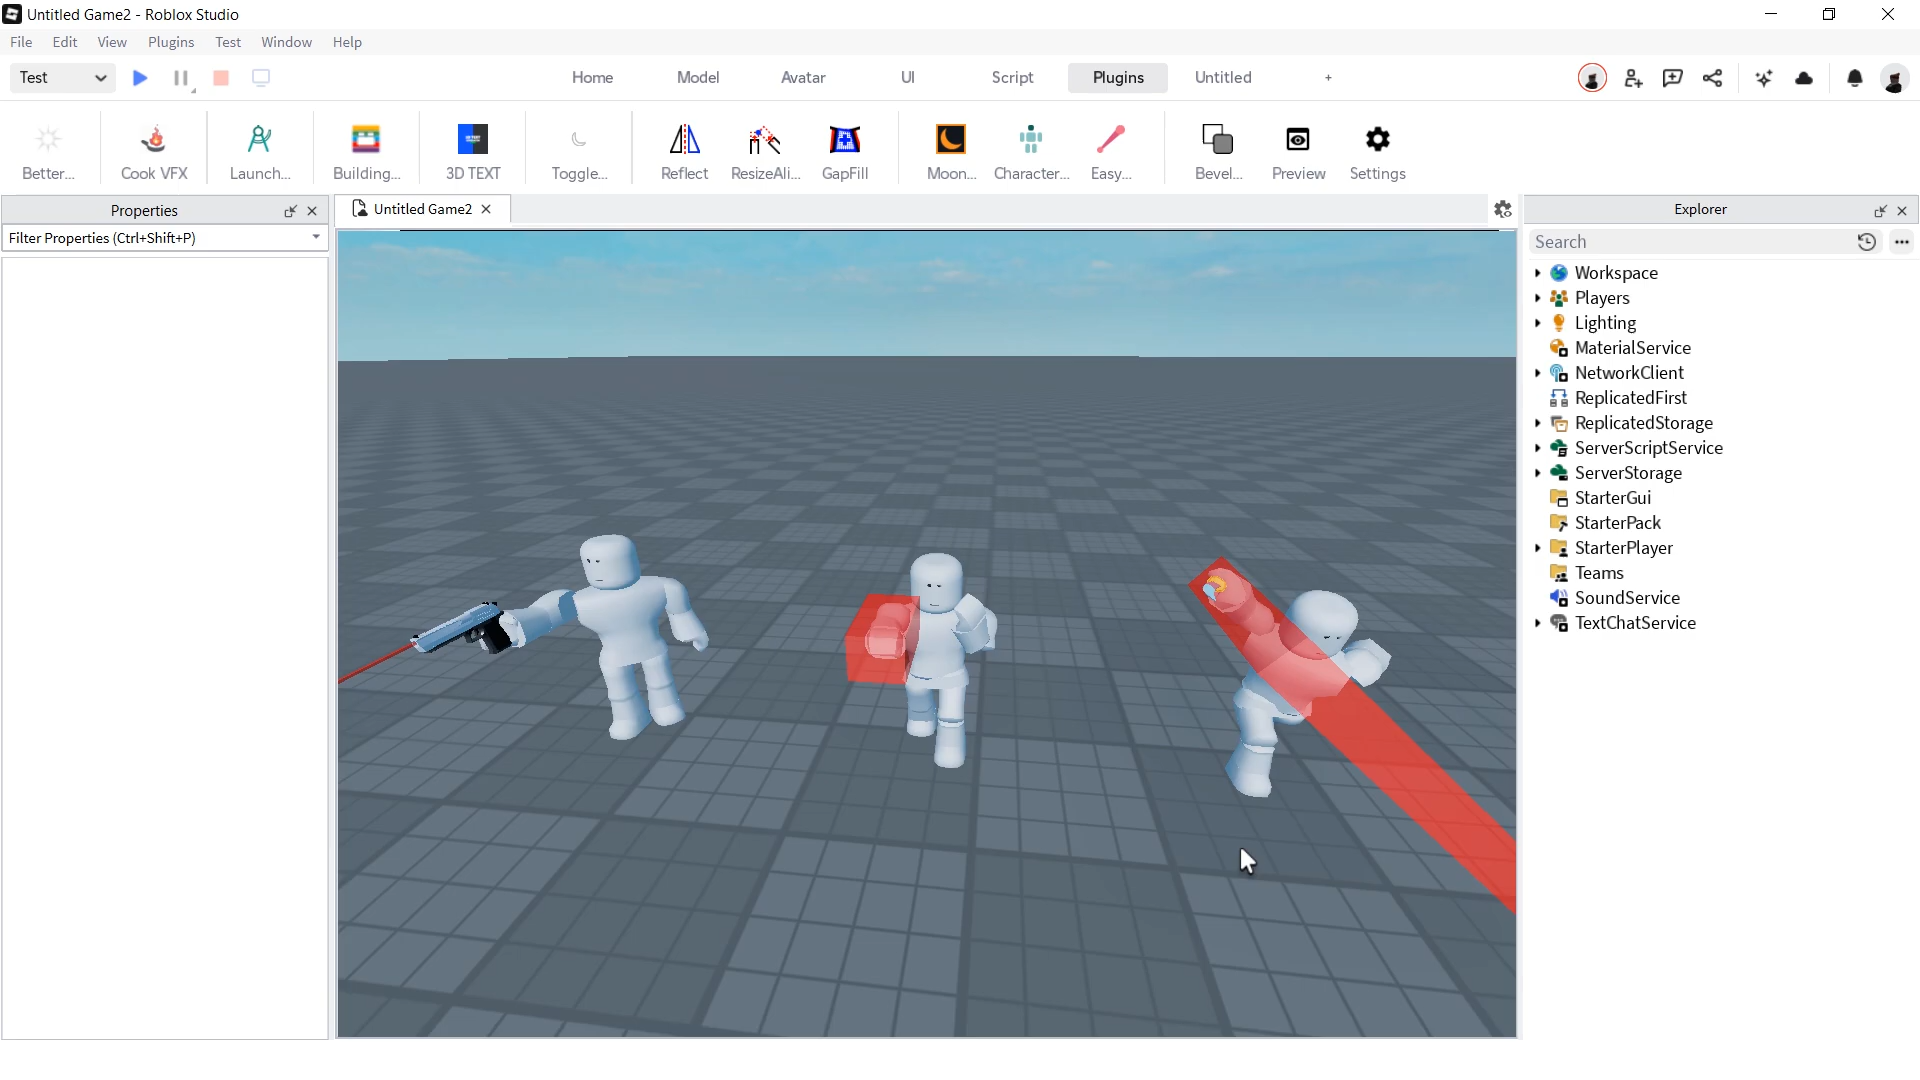 Untitled Game2 - Roblox Studio
File Edit View Plugins Test Window Help
Test Home Model Avatar UI Script Plugins Untitled +
Better... Cook VFX Launch... Building... 3D TEXT Toggle... Reflect ResizeAli... GapFill Moon... Character... Easy... Bevel... Preview Settings
Properties
Filter Properties (Ctrl+Shift+P)
Untitled Game2
Explorer
Search
Workspace
Players
Lighting
MaterialService
NetworkClient
ReplicatedFirst
ReplicatedStorage
ServerScriptService
ServerStorage
StarterGui
StarterPack
StarterPlayer
Teams
SoundService
TextChatService